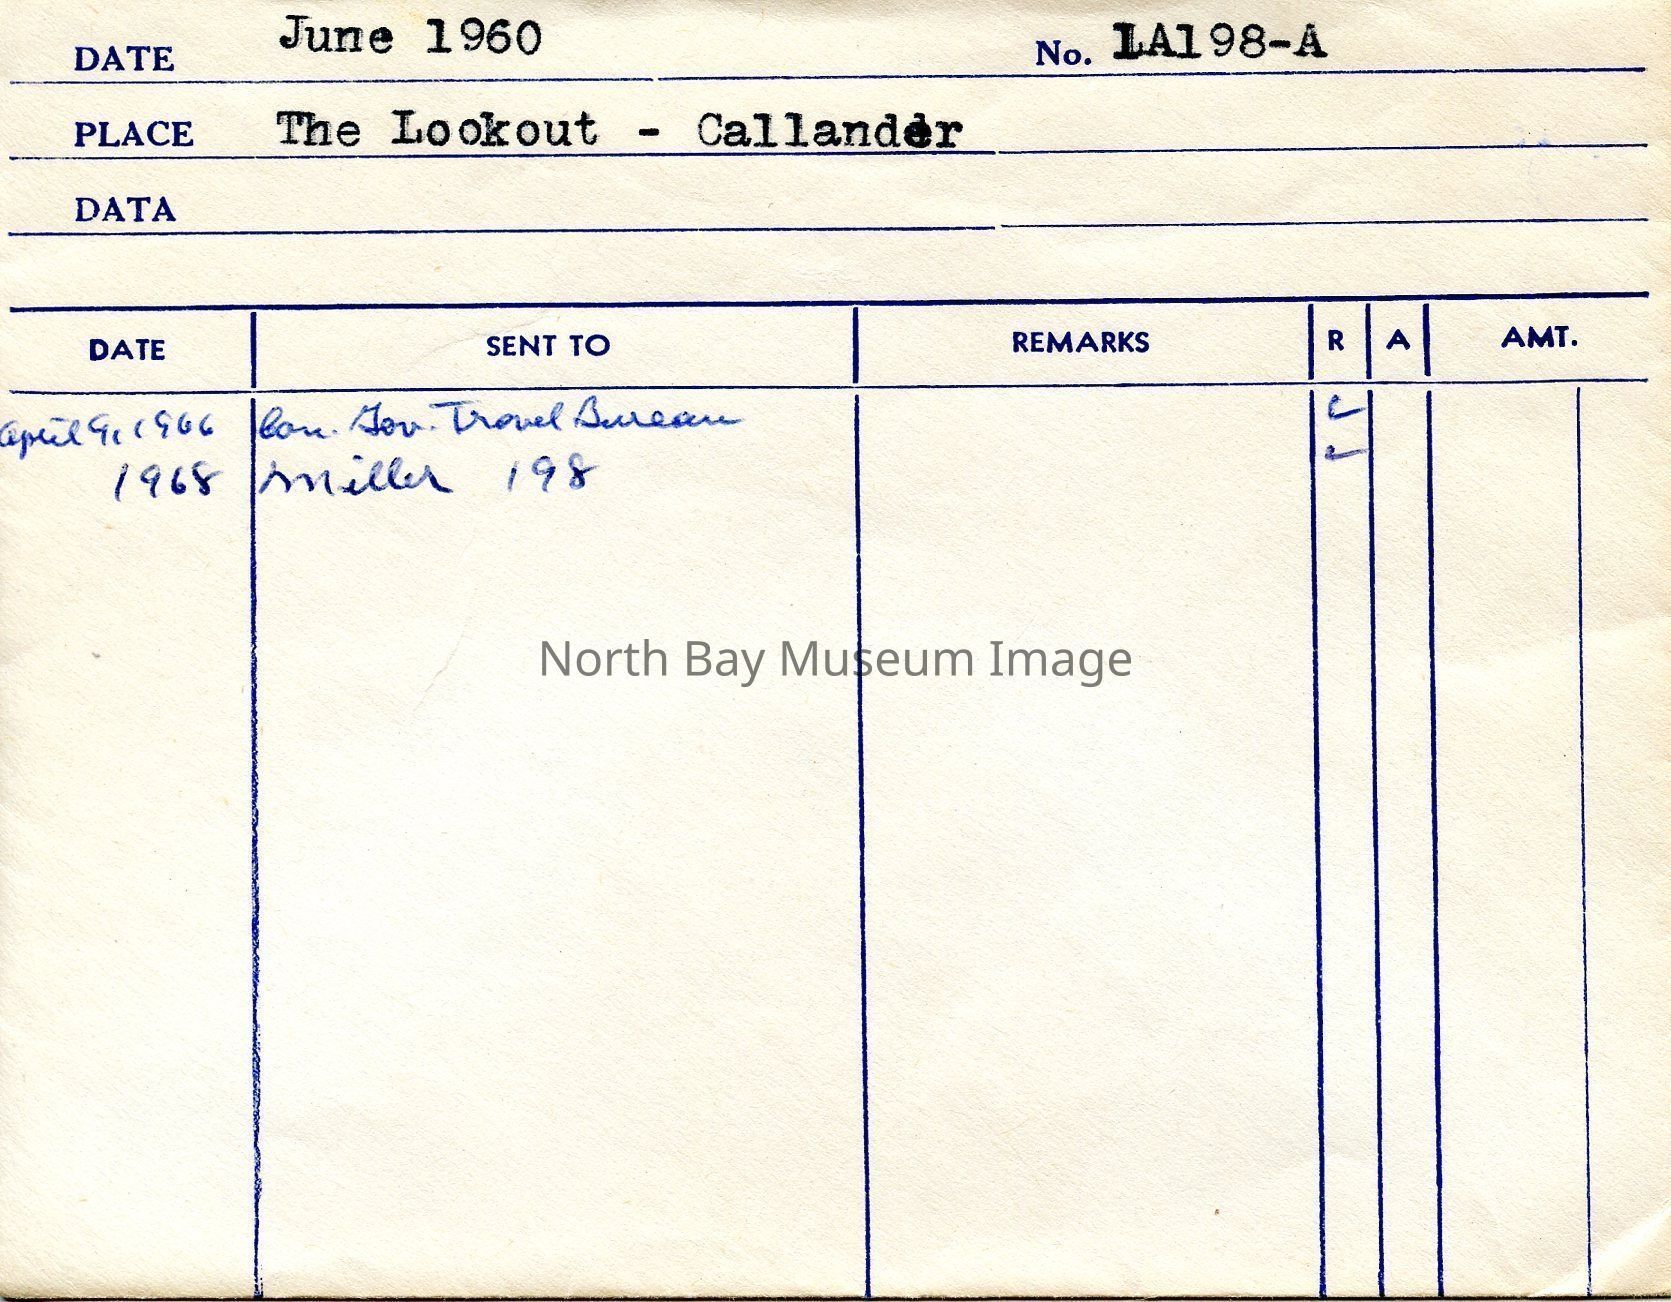 DATE June 1960 No. LA198-A
PLACE The Lookout - Callander
DATA
DATE SENT TO REMARKS R A AMT.
April 9, 1966 Can. Gov. Travel Bureau ✓
1968 Miller 198 ✓
North Bay Museum Image